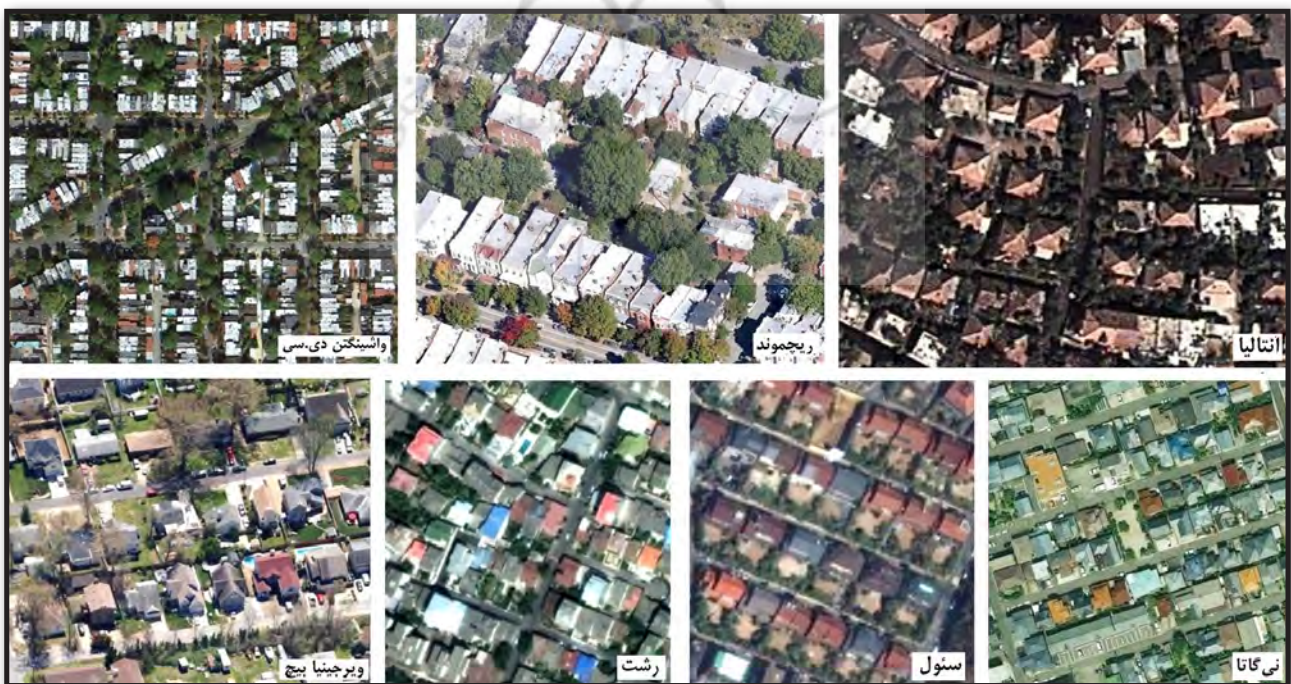 واشینگتن دی.سی
ریچموند
انتالیا
ویرجینیا بیچ
رشت
سئول
نی‌گاتا